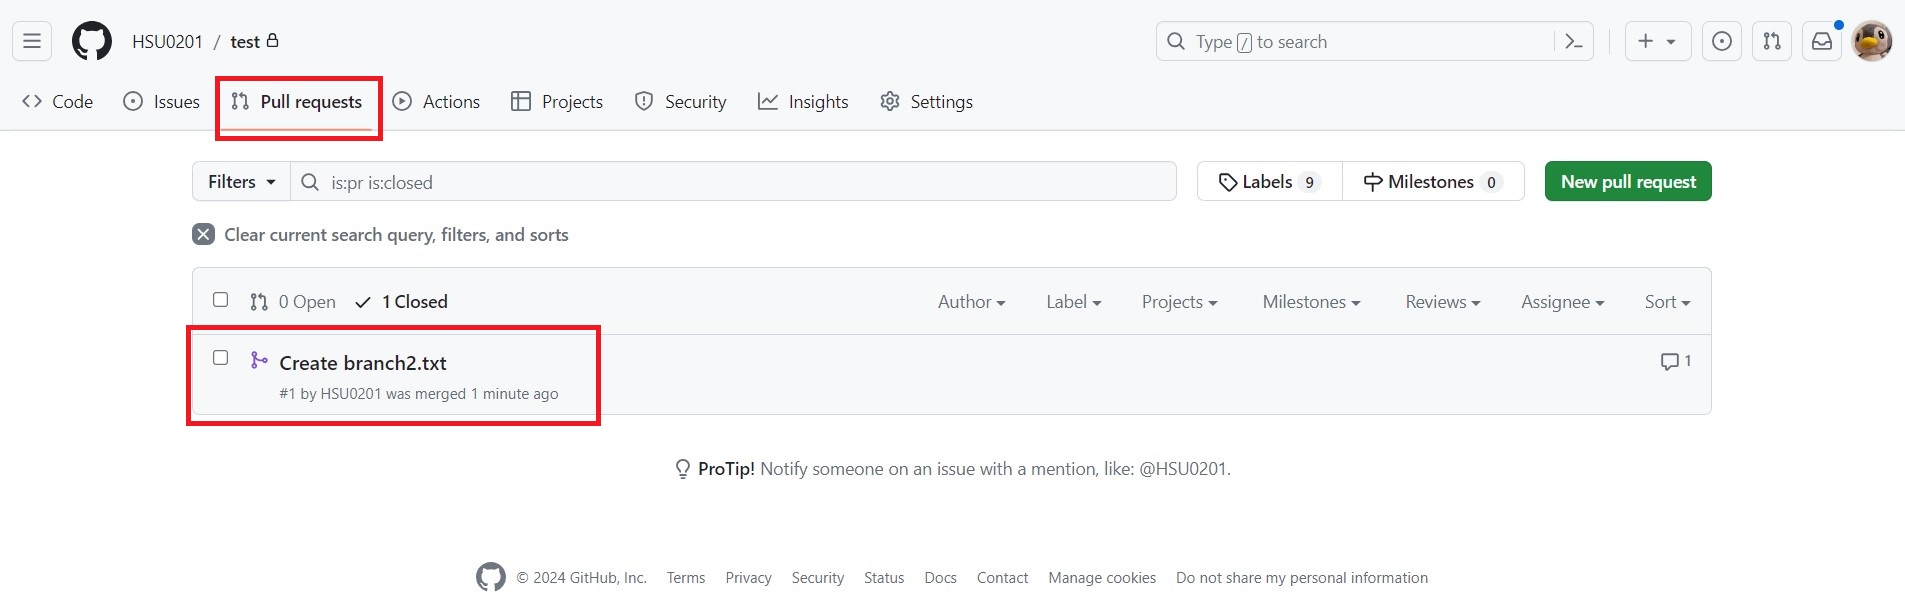 HSU0201 / test
Type / to search
Code Issues Pull requests Actions Projects Security Insights Settings
Filters is:pr is:closed Labels 9 Milestones 0 New pull request
Clear current search query, filters, and sorts
0 Open 1 Closed Author Label Projects Milestones Reviews Assignee Sort
Create branch2.txt 1
#1 by HSU0201 was merged 1 minute ago
ProTip! Notify someone on an issue with a mention, like: @HSU0201.
© 2024 GitHub, Inc. Terms Privacy Security Status Docs Contact Manage cookies Do not share my personal information